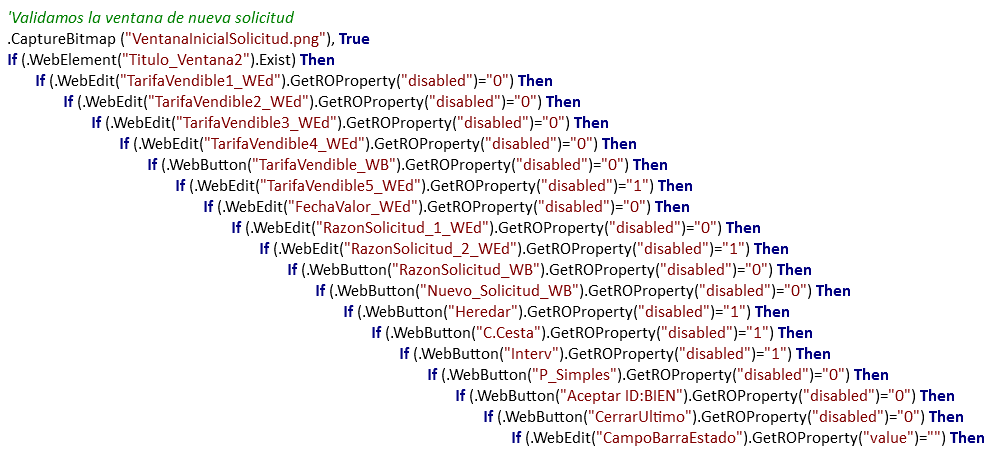 'Validamos la ventana de nueva solicitud
.CaptureBitmap ("VentanaInicialSolicitud.png"), True
If (.WebElement("Titulo_Ventana2").Exist) Then
If (.WebEdit("TarifaVendible1_WEd").GetROProperty("disabled")="0") Then
If (.WebEdit("TarifaVendible2_WEd").GetROProperty("disabled")="0") Then
If (.WebEdit("TarifaVendible3_WEd").GetROProperty("disabled")="0") Then
If (.WebEdit("TarifaVendible4_WEd").GetROProperty("disabled")="0") Then
If (.WebButton("TarifaVendible_WB").GetROProperty("disabled")="0") Then
If (.WebEdit("TarifaVendible5_WEd").GetROProperty("disabled")="1") Then
If (.WebEdit("FechaValor_WEd").GetROProperty("disabled")="0") Then
If (.WebEdit("RazonSolicitud_1_WEd").GetROProperty("disabled")="0") Then
If (.WebEdit("RazonSolicitud_2_WEd").GetROProperty("disabled")="1") Then
If (.WebButton("RazonSolicitud_WB").GetROProperty("disabled")="0") Then
If (.WebButton("Nuevo_Solicitud_WB").GetROProperty("disabled")="0") Then
If (.WebButton("Heredar").GetROProperty("disabled")="1") Then
If (.WebButton("C.Cesta").GetROProperty("disabled")="1") Then
If (.WebButton("Interv").GetROProperty("disabled")="1") Then
If (.WebButton("P_Simples").GetROProperty("disabled")="0") Then
If (.WebButton("Aceptar ID:BIEN").GetROProperty("disabled")="0") Then
If (.WebButton("CerrarUltimo").GetROProperty("disabled")="0") Then
If (.WebEdit("CampoBarraEstado").GetROProperty("value")="") Then